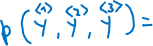 p(y^{<1>}, y^{<2>}, y^{<3>}) =